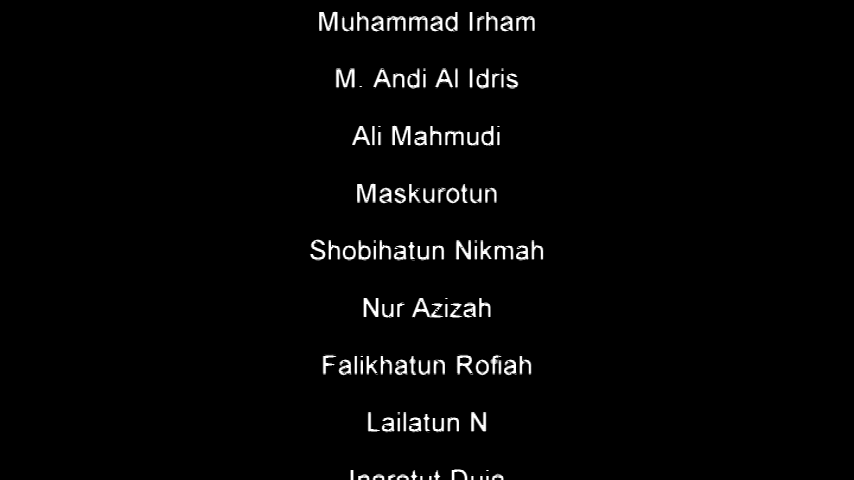 Muhammad Irham
M. Andi Al Idris
Ali Mahmudi
Maskurotun
Shobihatun Nikmah
Nur Azizah
Falikhatun Rofiah
Lailatun N